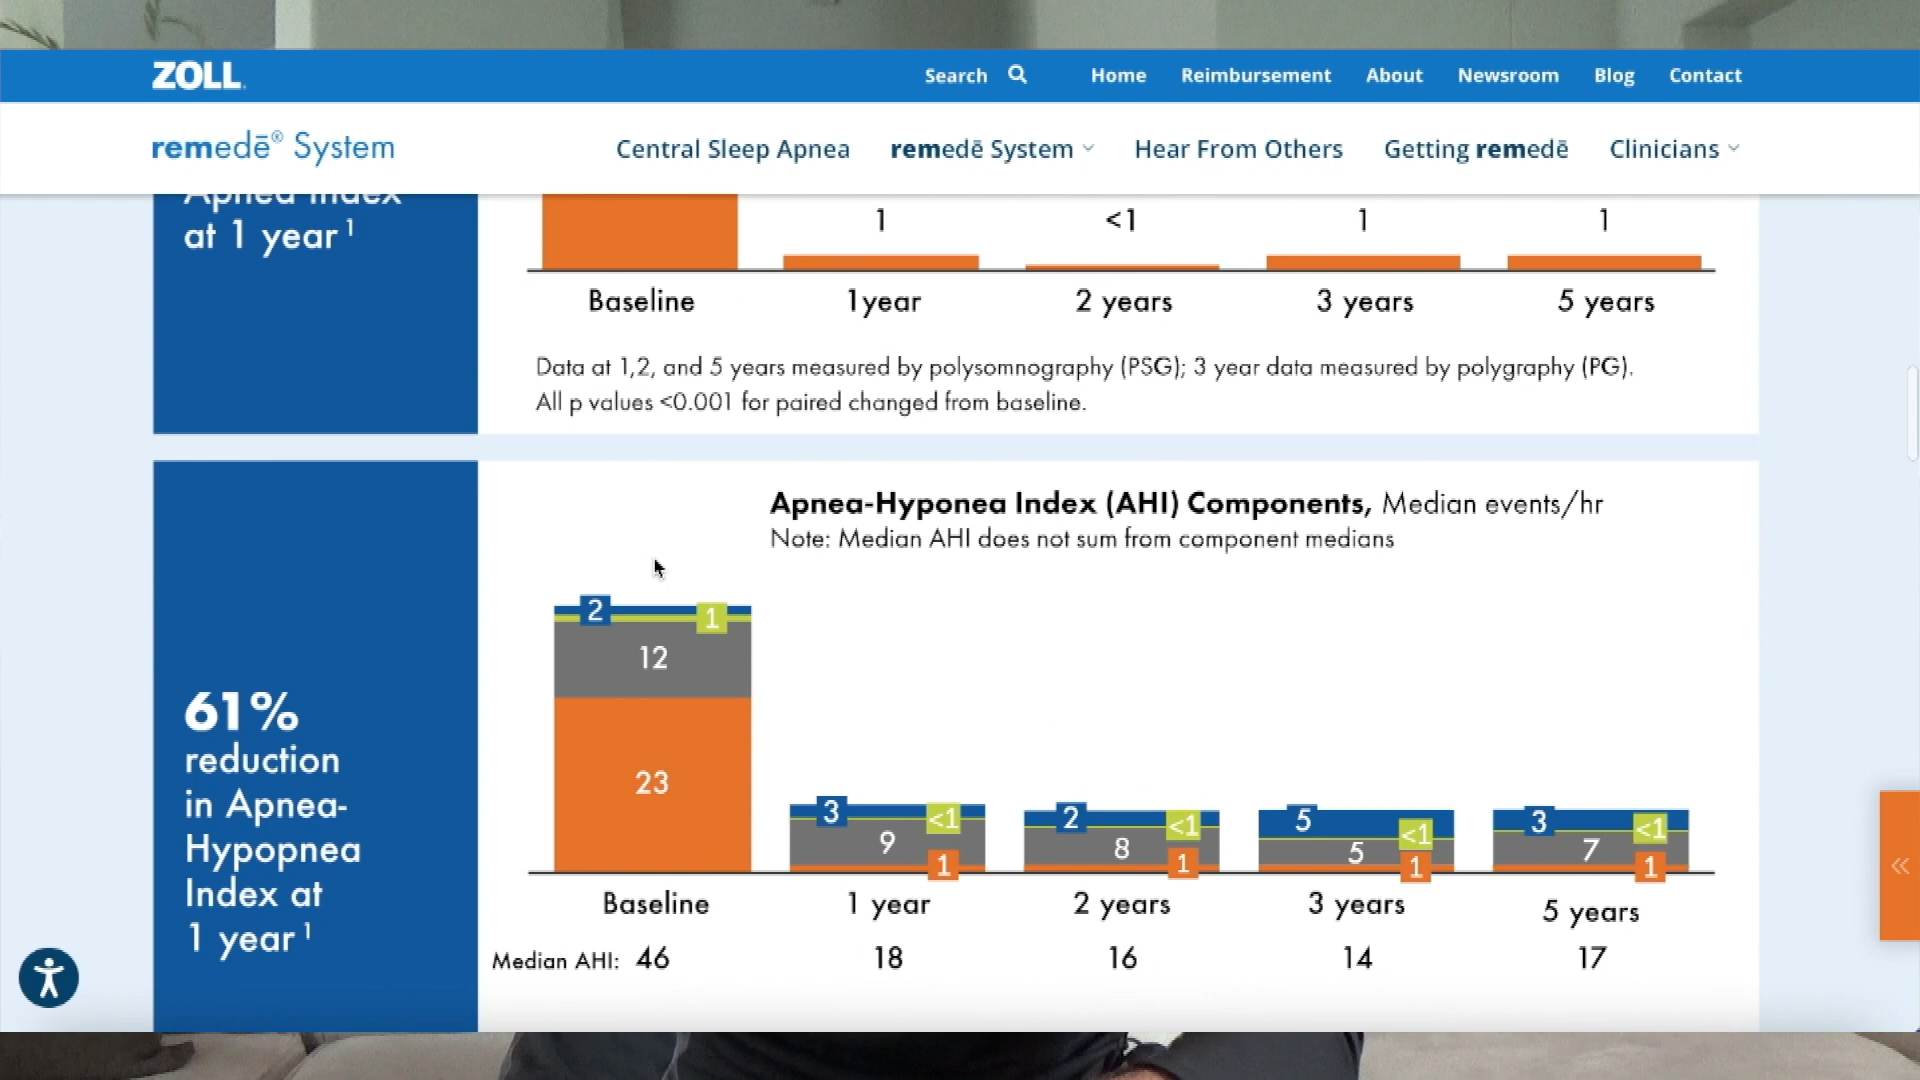 ZOLL
Search
Home
Reimbursement
About
Newsroom
Blog
Contact
remedē® System
Central Sleep Apnea
remedē System
Hear From Others
Getting remedē
Clinicians
Apnea Index
at 1 year 1
1
<1
1
1
Baseline
1year
2 years
3 years
5 years
Data at 1,2, and 5 years measured by polysomnography (PSG); 3 year data measured by polygraphy (PG).
All p values <0.001 for paired changed from baseline.
61%
reduction
in Apnea-
Hypopnea
Index at
1 year 1
Apnea-Hyponea Index (AHI) Components, Median events/hr
Note: Median AHI does not sum from component medians
2 1
12
23
3 <1
9
1
2 <1
8
1
5 <1
5
1
3 <1
7
1
Baseline
1 year
2 years
3 years
5 years
Median AHI: 46 18 16 14 17